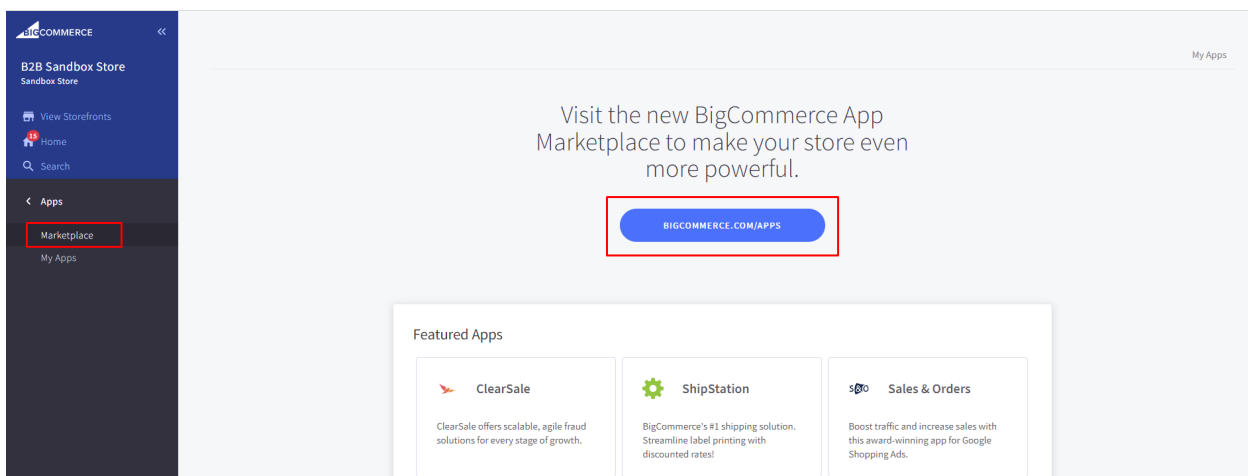 BIGCOMMERCE
B2B Sandbox Store
Sandbox Store
View Storefronts
15
Home
Search
Apps
Marketplace
My Apps
My Apps
Visit the new BigCommerce App
Marketplace to make your store even
more powerful.
BIGCOMMERCE.COM/APPS
Featured Apps
ClearSale
ClearSale offers scalable, agile fraud
solutions for every stage of growth.
ShipStation
BigCommerce's #1 shipping solution.
Streamline label printing with
discounted rates!
S&O
Sales & Orders
Boost traffic and increase sales with
this award-winning app for Google
Shopping Ads.